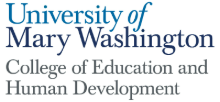 University of
Mary Washington
College of Education and
Human Development